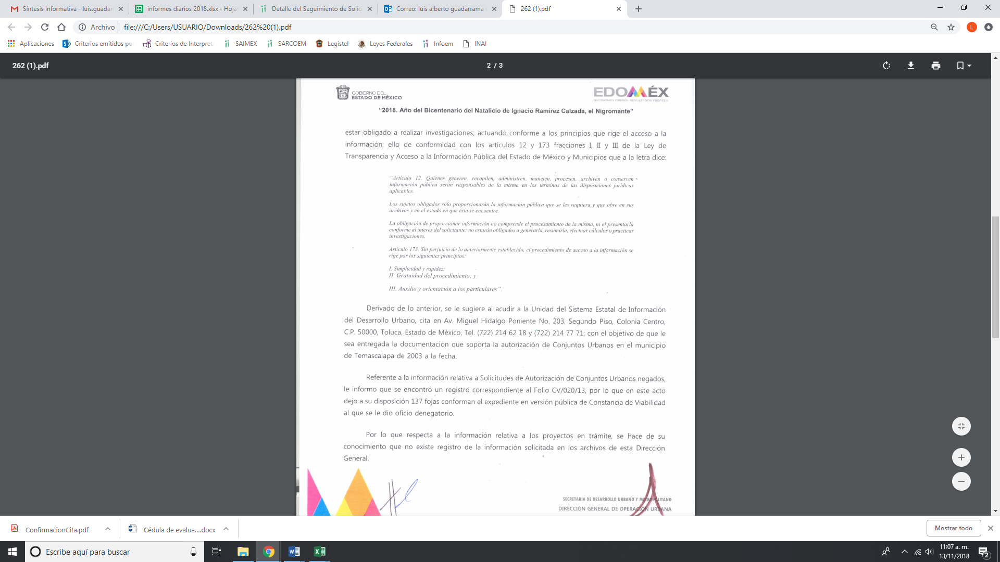 Síntesis Informativa - luis.guadar
informes diarios 2018.xlsx - Hoja
Detalle del Seguimiento de Solici
Correo: luis alberto guadarrama
262 (1).pdf
Archivo
file:///C:/Users/USUARIO/Downloads/262%20(1).pdf
L
Aplicaciones
Criterios emitidos po
Criterios de Interpret
SAIMEX
SARCOEM
Legistel
Leyes Federales
Infoem
INAI
262 (1).pdf
2 / 3
GOBIERNO DEL
ESTADO DE MÉXICO
EDOMÉX
DECISIONES FIRMES, RESULTADOS FUERTES.
“2018. Año del Bicentenario del Natalicio de Ignacio Ramírez Calzada, el Nigromante”
estar obligado a realizar investigaciones; actuando conforme a los principios que rige el acceso a la
información; ello de conformidad con los artículos 12 y 173 fracciones I, II y III de la Ley de
Transparencia y Acceso a la Información Pública del Estado de México y Municipios que a la letra dice:
“Artículo 12. Quienes generen, recopilen, administren, manejen, procesen, archiven o conserven
información pública serán responsables de la misma en los términos de las disposiciones jurídicas
aplicables.
Los sujetos obligados sólo proporcionarán la información pública que se les requiera y que obre en sus
archivos y en el estado en que ésta se encuentre.
La obligación de proporcionar información no comprende el procesamiento de la misma, ni el presentarla
conforme al interés del solicitante; no estarán obligados a generarla, resumirla, efectuar cálculos o practicar
investigaciones.
Artículo 173. Sin perjuicio de lo anteriormente establecido, el procedimiento de acceso a la información se
rige por los siguientes principios:
I. Simplicidad y rapidez;
II. Gratuidad del procedimiento; y
III. Auxilio y orientación a los particulares”.
Derivado de lo anterior, se le sugiere al acudir a la Unidad del Sistema Estatal de Información
del Desarrollo Urbano, cita en Av. Miguel Hidalgo Poniente No. 203, Segundo Piso, Colonia Centro,
C.P. 50000, Toluca, Estado de México, Tel. (722) 214 62 18 y (722) 214 77 71; con el objetivo de que le
sea entregada la documentación que soporta la autorización de Conjuntos Urbanos en el municipio
de Temascalapa de 2003 a la fecha.
Referente a la información relativa a Solicitudes de Autorización de Conjuntos Urbanos negados,
le informo que se encontró un registro correspondiente al Folio CV/020/13, por lo que en este acto
dejo a su disposición 137 fojas conforman el expediente en versión pública de Constancia de Viabilidad
al que se le dio oficio denegatorio.
Por lo que respecta a la información relativa a los proyectos en trámite, se hace de su
conocimiento que no existe registro de la información solicitada en los archivos de esta Dirección
General.
SECRETARÍA DE DESARROLLO URBANO Y METROPOLITANO
DIRECCIÓN GENERAL DE OPERACIÓN URBANA
ConfirmacionCita.pdf
Cédula de evalua....docx
Mostrar todo
Escribe aquí para buscar
11:07 a. m.
13/11/2018
2